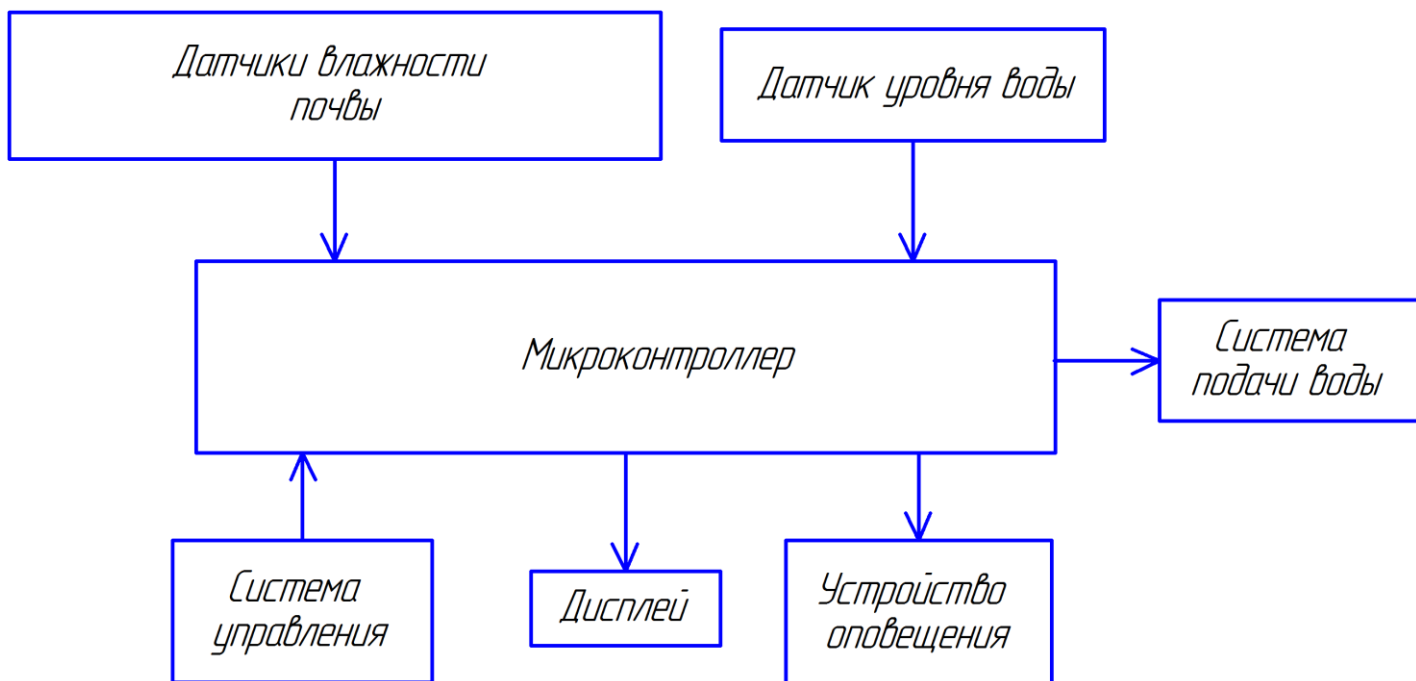 Датчики влажности
почвы
Датчик уровня воды
Микроконтроллер
Система
подачи воды
Система
управления
Дисплей
Устройство
оповещения